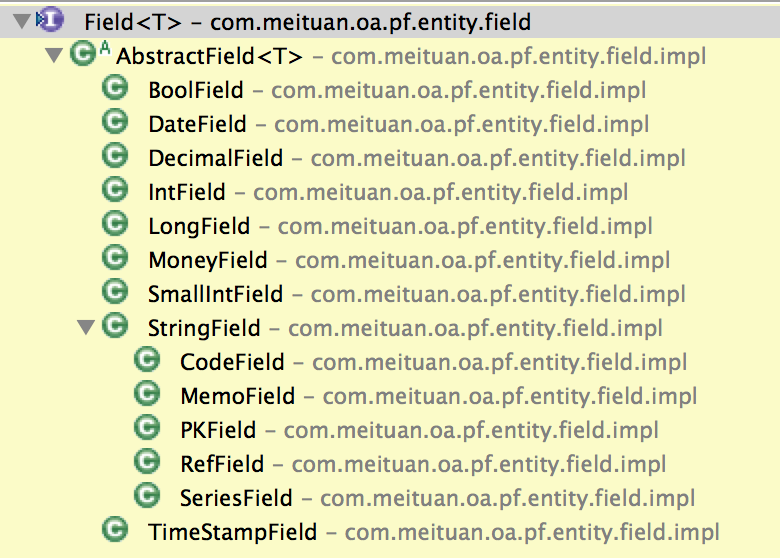 Field<T> – com.meituan.oa.pf.entity.field
AbstractField<T> – com.meituan.oa.pf.entity.field.impl
BoolField – com.meituan.oa.pf.entity.field.impl
DateField – com.meituan.oa.pf.entity.field.impl
DecimalField – com.meituan.oa.pf.entity.field.impl
IntField – com.meituan.oa.pf.entity.field.impl
LongField – com.meituan.oa.pf.entity.field.impl
MoneyField – com.meituan.oa.pf.entity.field.impl
SmallIntField – com.meituan.oa.pf.entity.field.impl
StringField – com.meituan.oa.pf.entity.field.impl
CodeField – com.meituan.oa.pf.entity.field.impl
MemoField – com.meituan.oa.pf.entity.field.impl
PKField – com.meituan.oa.pf.entity.field.impl
RefField – com.meituan.oa.pf.entity.field.impl
SeriesField – com.meituan.oa.pf.entity.field.impl
TimeStampField – com.meituan.oa.pf.entity.field.impl